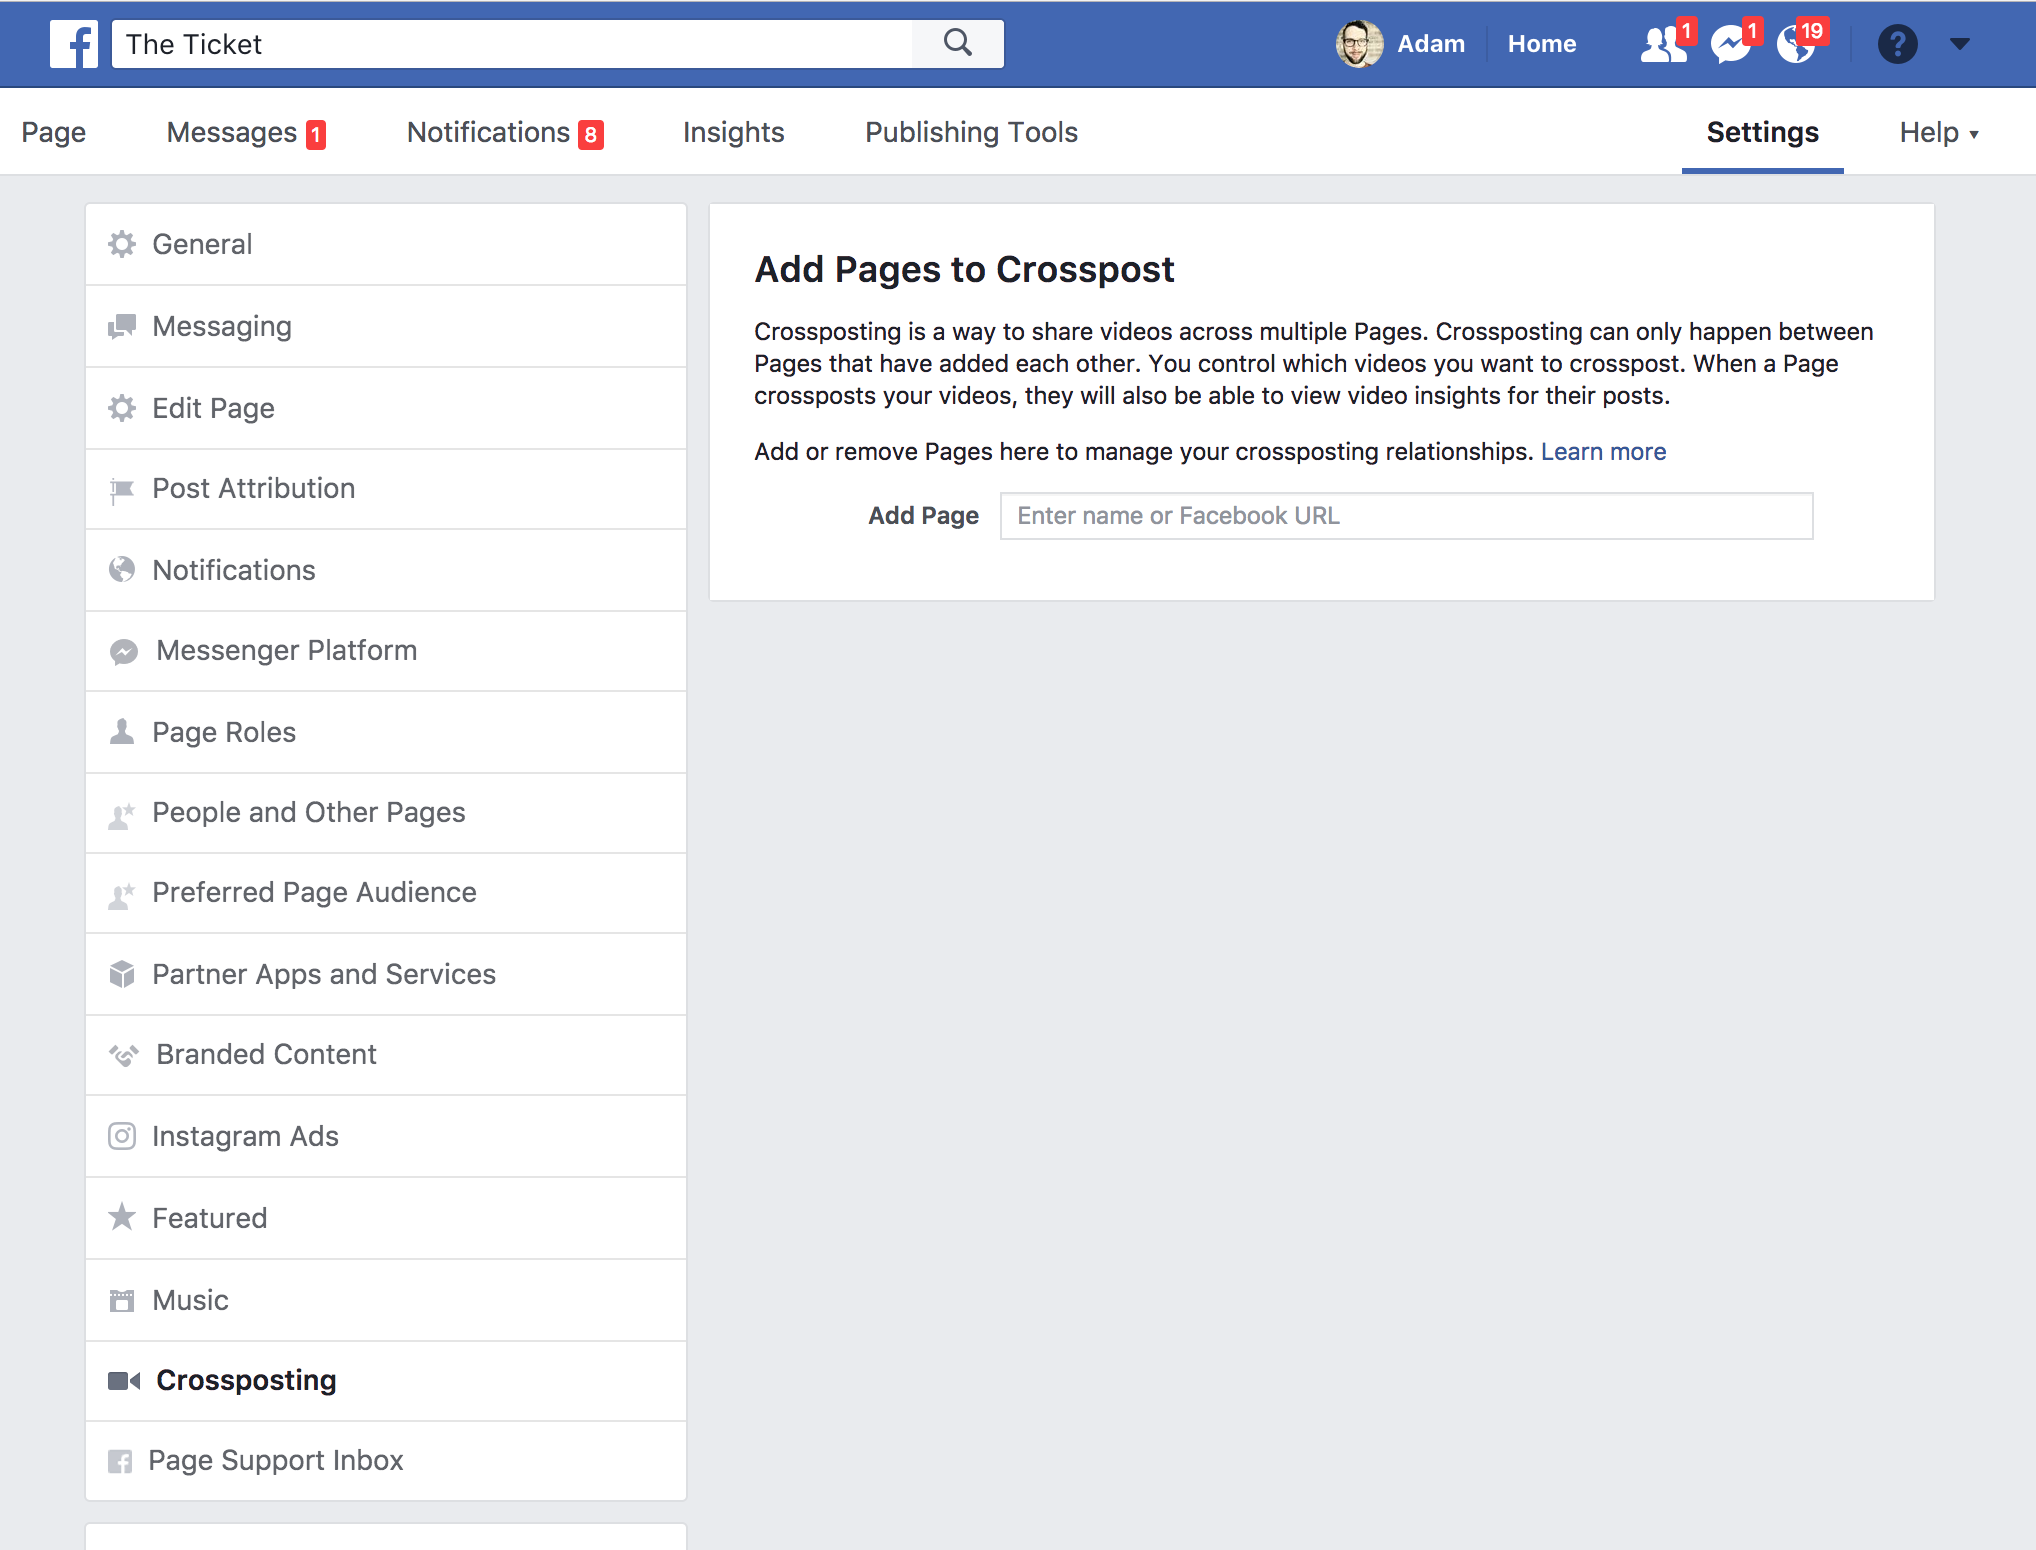 The Ticket
Adam
Home
1
1
19
?
Page
Messages 1
Notifications 8
Insights
Publishing Tools
Settings
Help
General
Messaging
Edit Page
Post Attribution
Notifications
Messenger Platform
Page Roles
People and Other Pages
Preferred Page Audience
Partner Apps and Services
Branded Content
Instagram Ads
Featured
Music
Crossposting
Page Support Inbox
Add Pages to Crosspost
Crossposting is a way to share videos across multiple Pages. Crossposting can only happen between
Pages that have added each other. You control which videos you want to crosspost. When a Page
crossposts your videos, they will also be able to view video insights for their posts.
Add or remove Pages here to manage your crossposting relationships. Learn more
Add Page
Enter name or Facebook URL